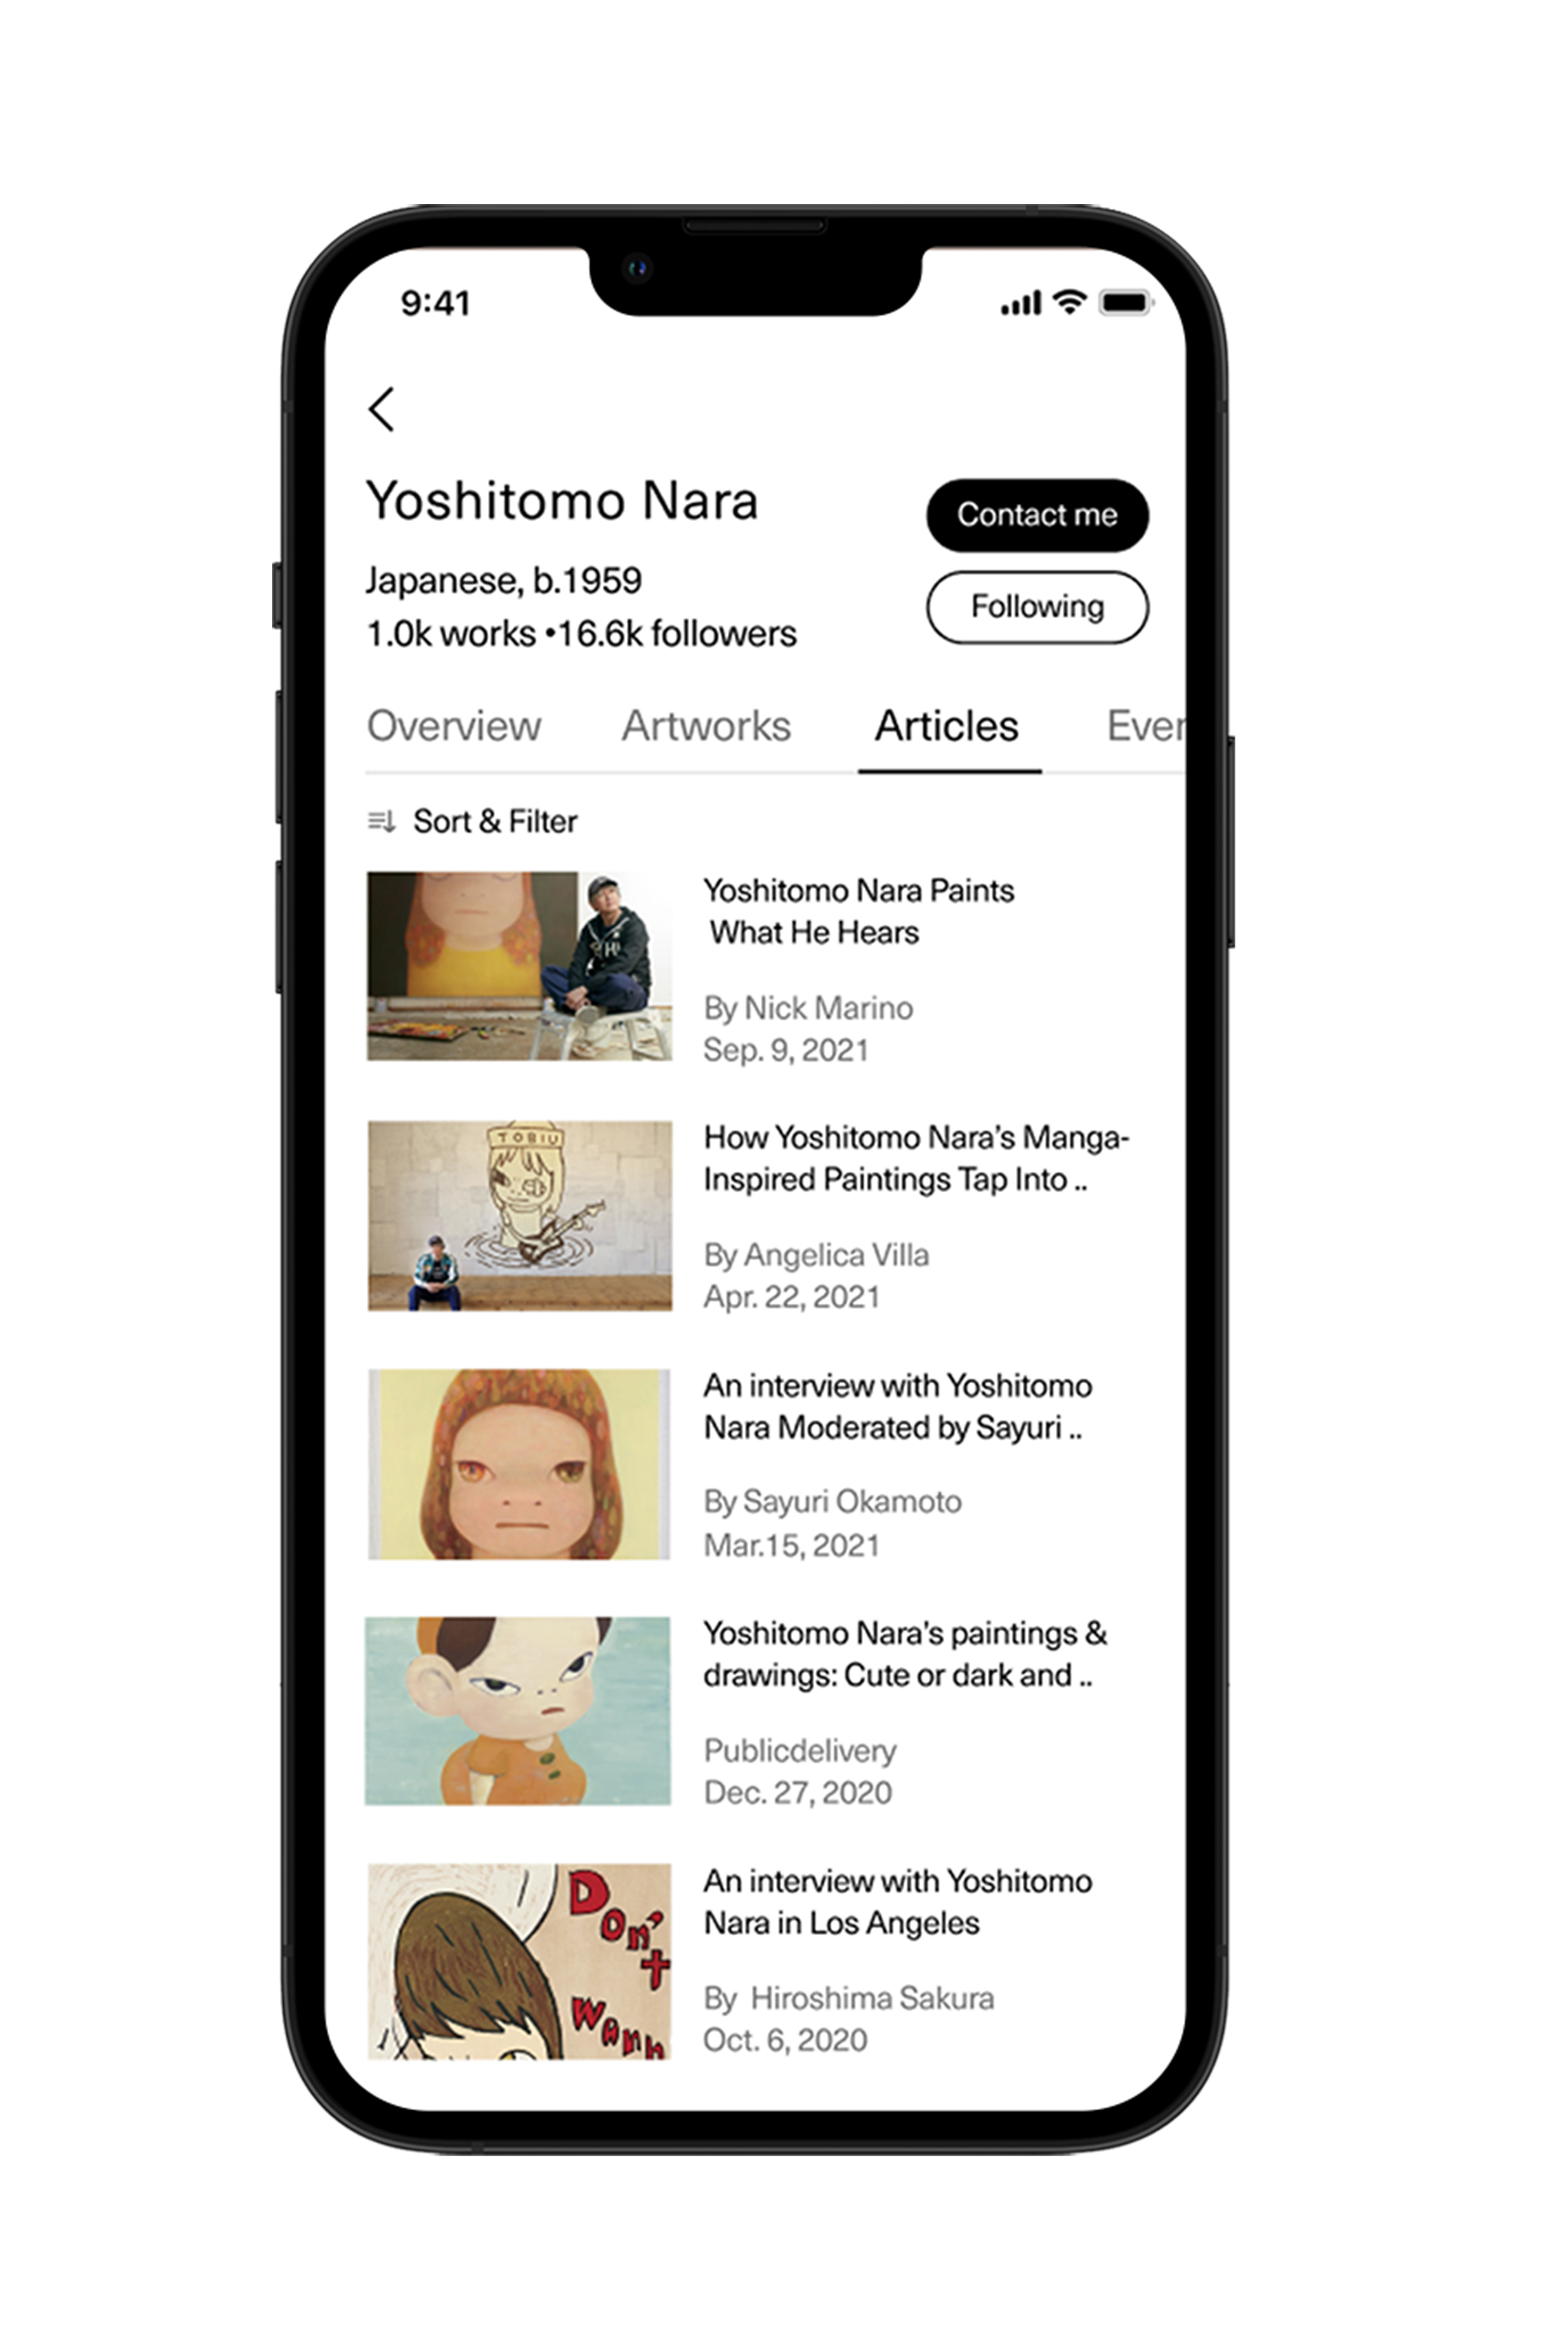 9:41
Yoshitomo Nara
Contact me
Japanese, b.1959
Following
1.0k works •16.6k followers
Overview
Artworks
Articles
Ever
Sort & Filter
Yoshitomo Nara Paints
What He Hears
By Nick Marino
Sep. 9, 2021
TOBIU
How Yoshitomo Nara’s Manga-
Inspired Paintings Tap Into ..
By Angelica Villa
Apr. 22, 2021
An interview with Yoshitomo
Nara Moderated by Sayuri ..
By Sayuri Okamoto
Mar.15, 2021
Yoshitomo Nara’s paintings &
drawings: Cute or dark and ..
Publicdelivery
Dec. 27, 2020
Don't
Wann
An interview with Yoshitomo
Nara in Los Angeles
By Hiroshima Sakura
Oct. 6, 2020